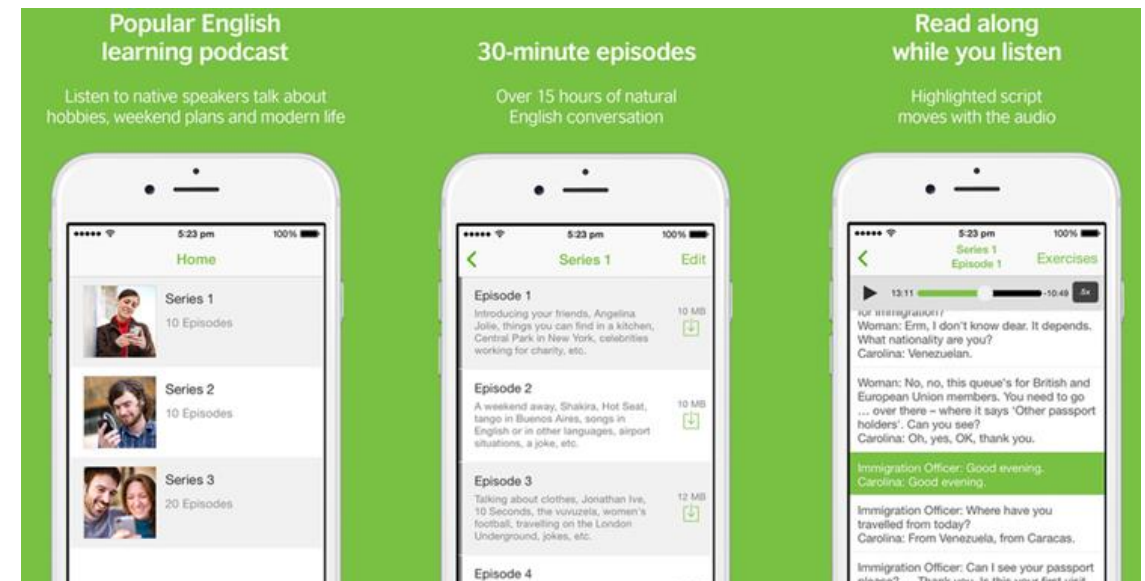 Popular English
learning podcast
Listen to native speakers talk about
hobbies, weekend plans and modern life
5:23 pm
100%
Home
Series 1
10 Episodes
Series 2
10 Episodes
Series 3
20 Episodes
30-minute episodes
Over 15 hours of natural
English conversation
5:23 pm
100%
Series 1
Edit
Episode 1
Introducing your friends, Angelina
Jolie, things you can find in a kitchen,
Central Park in New York, celebrities
working for charity, etc.
10 MB
Episode 2
A weekend away, Shakira, Hot Seat,
tango in Buenos Aires, songs in
English or in other languages, airport
situations, a joke, etc.
10 MB
Episode 3
Talking about clothes, Jonathan Ive,
10 Seconds, the vuvuzela, women's
football, travelling on the London
Underground, jokes, etc.
12 MB
Episode 4
Read along
while you listen
Highlighted script
moves with the audio
5:23 pm
100%
Series 1
Episode 1
Exercises
13:11
-10:49
for immigration?
Woman: Erm, I don't know dear. It depends.
What nationality are you?
Carolina: Venezuelan.
Woman: No, no, this queue's for British and
European Union members. You need to go
… over there – where it says 'Other passport
holders'. Can you see?
Carolina: Oh, yes, OK, thank you.
Immigration Officer: Good evening.
Carolina: Good evening.
Immigration Officer: Where have you
travelled from today?
Carolina: From Venezuela, from Caracas.
Immigration Officer: Can I see your passport
please? … Thank you. Is this your first visit